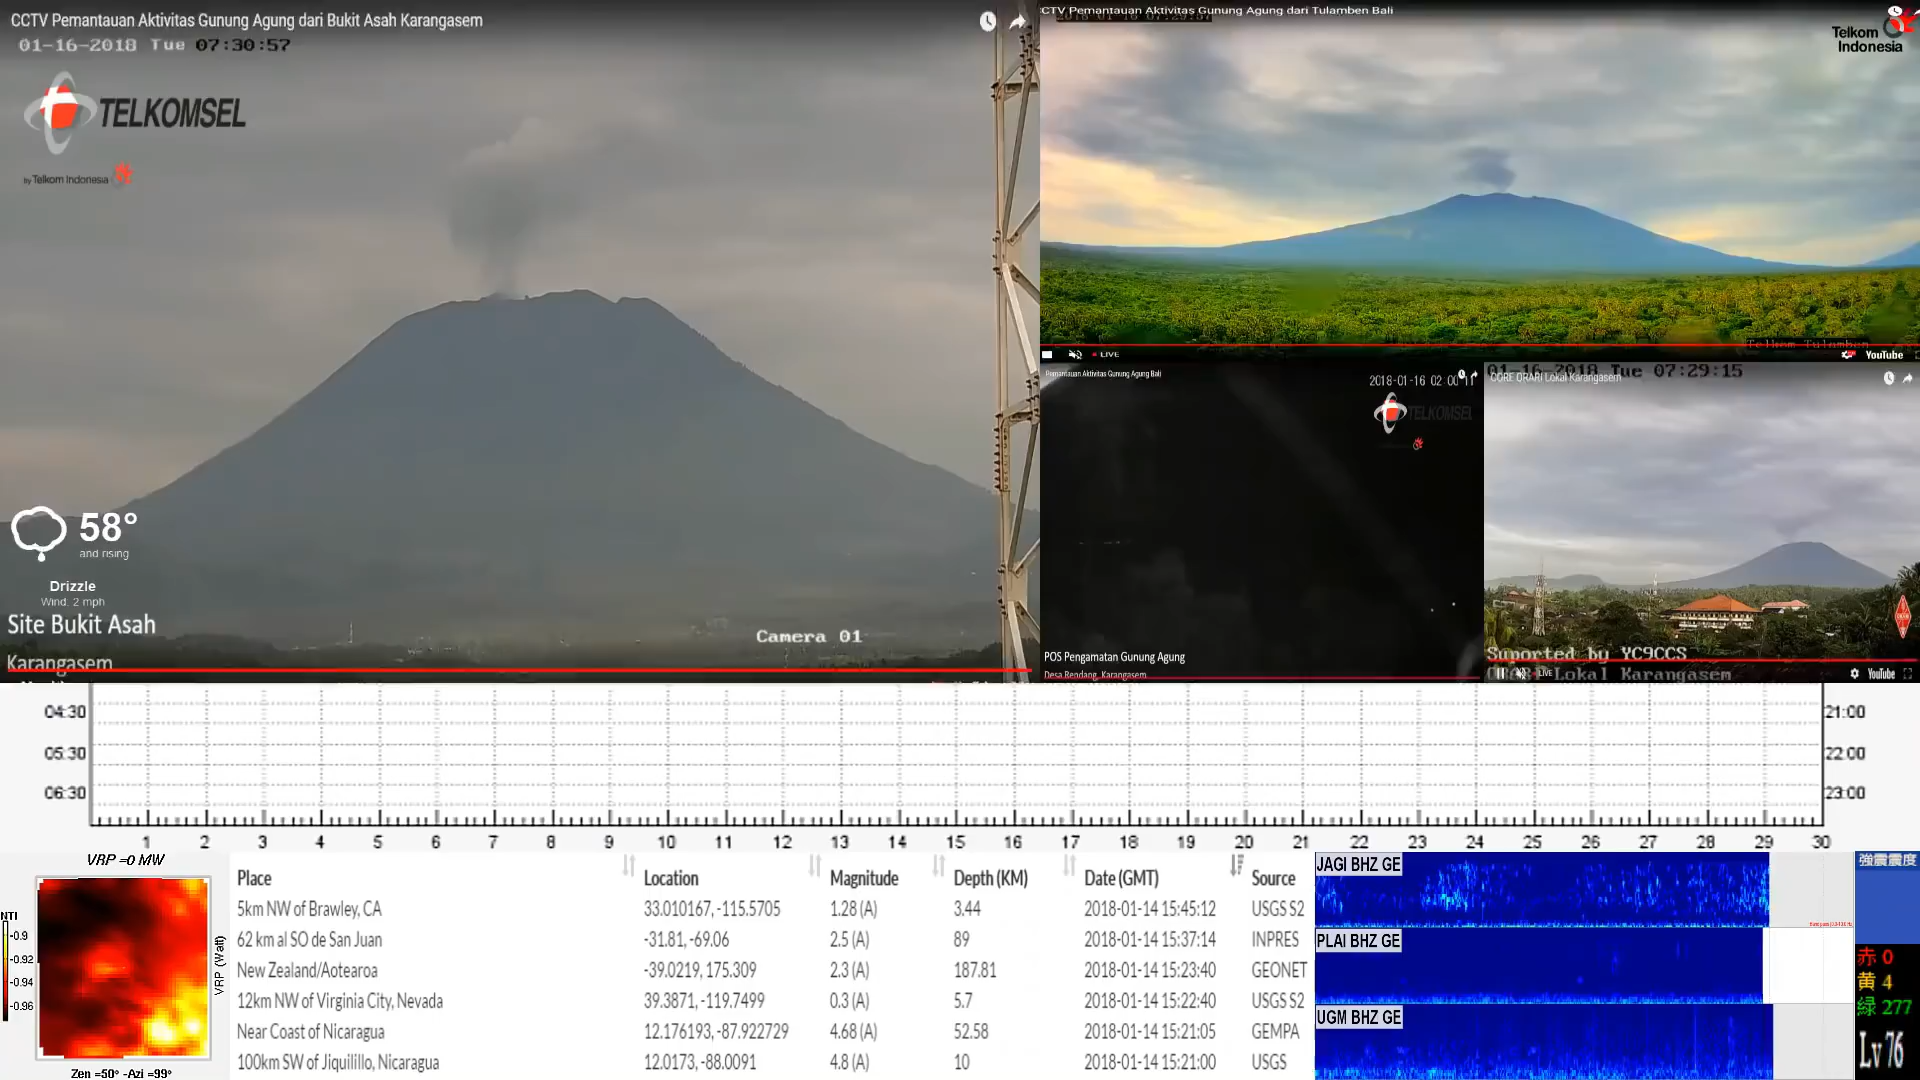 CCTV Pemantauan Aktivitas Gunung Agung dari Bukit Asah Karangasem
01-16-2018 Tue 07:30:57
TELKOMSEL
by Telkom Indonesia
58°
and rising
Drizzle
Wind: 2 mph
Site Bukit Asah
Karangasem
Camera 01
CCTV Pemantauan Aktivitas Gunung Agung dari Tulamben Bali
2018-01-16 07:29:57
Telkom
Indonesia
Telkom Tulamben
LIVE
YouTube
Pemantauan Aktivitas Gunung Agung Bali
2018-01-16 02:00:11
TELKOMSEL
POS Pengamatan Gunung Agung
Desa Rendang, Karangasem
CORE ORARI Lokal Karangasem
Tue 07:29:15
Suported by YC9CCS
ORARI Lokal Karangasem
LIVE
YouTube
04:30 21:00
05:30 22:00
06:30 23:00
1 2 3 4 5 6 7 8 9 10 11 12 13 14 15 16 17 18 19 20 21 22 23 24 25 26 27 28 29 30
VRP =0 MW
NTI
-0.9
-0.92
-0.94
-0.96
VRP (Watt)
Zen =50° -Azi =99°
Place Location Magnitude Depth (KM) Date (GMT) Source
5km NW of Brawley, CA 33.010167, -115.5705 1.28 (A) 3.44 2018-01-14 15:45:12 USGS S2
62 km al SO de San Juan -31.81, -69.06 2.5 (A) 89 2018-01-14 15:37:14 INPRES
New Zealand/Aotearoa -39.0219, 175.309 2.3 (A) 187.81 2018-01-14 15:23:40 GEONET
12km NW of Virginia City, Nevada 39.3871, -119.7499 0.3 (A) 5.7 2018-01-14 15:22:40 USGS S2
Near Coast of Nicaragua 12.176193, -87.922729 4.68 (A) 52.58 2018-01-14 15:21:05 GEMPA
100km SW of Jiquilillo, Nicaragua 12.0173, -88.0091 4.8 (A) 10 2018-01-14 15:21:00 USGS
JAGI BHZ GE
PLAI BHZ GE
UGM BHZ GE
強震震度
赤 0
黄 4
緑 277
Lv 76